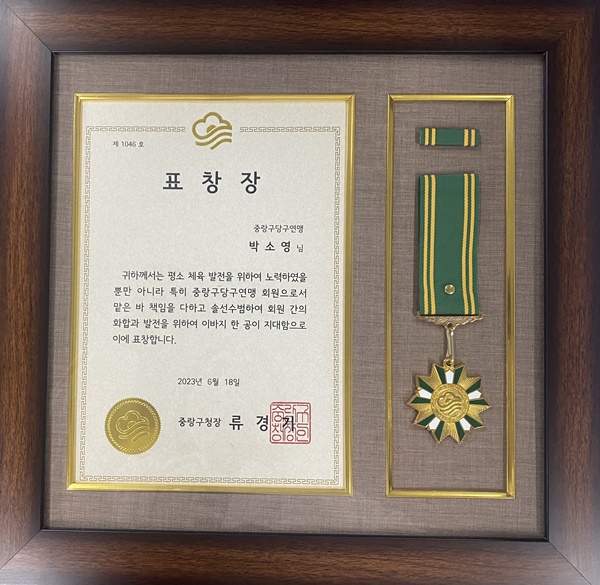 제 1046 호
표 창 장
중랑구당구연맹
박 소 영 님
귀하께서는 평소 체육 발전을 위하여 노력하였을
뿐만 아니라 특히 중랑구당구연맹 회원으로서
맡은 바 책임을 다하고 솔선수범하여 회원 간의
화합과 발전을 위하여 이바지 한 공이 지대함으로
이에 표창합니다.
2023년 6월 18일
중랑구청장 류 경 기